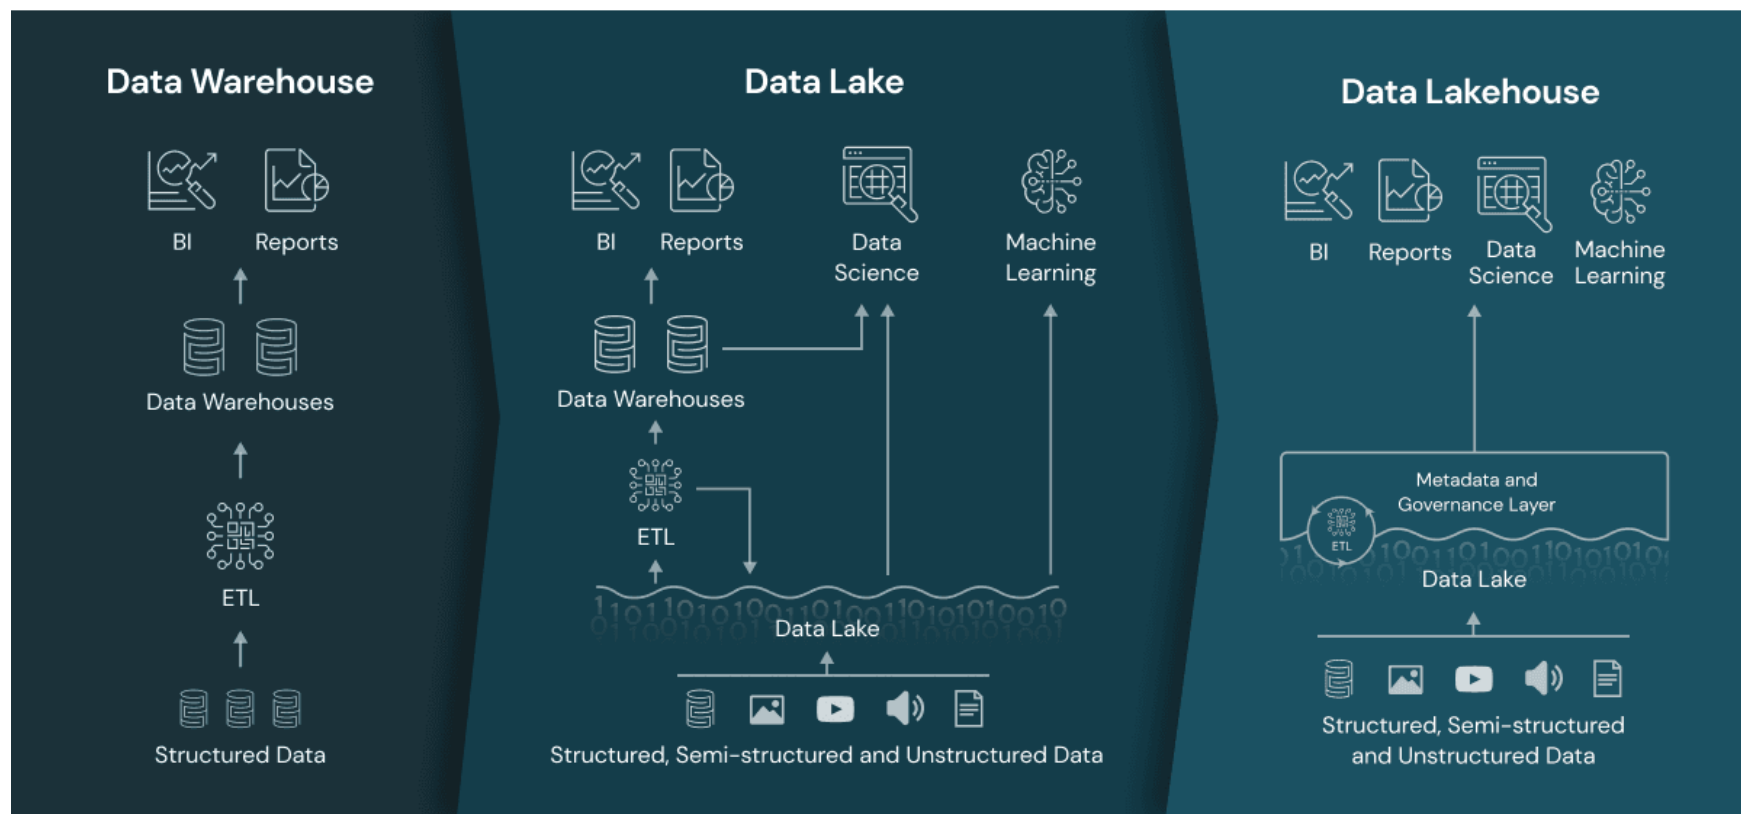 Data Warehouse
BI
Reports
Data Warehouses
ETL
Structured Data
Data Lake
BI
Reports
Data
Science
Machine
Learning
Data Warehouses
ETL
Data Lake
Structured, Semi-structured and Unstructured Data
Data Lakehouse
BI
Reports
Data
Science
Machine
Learning
Metadata and
Governance Layer
ETL
Data Lake
Structured, Semi-structured
and Unstructured Data